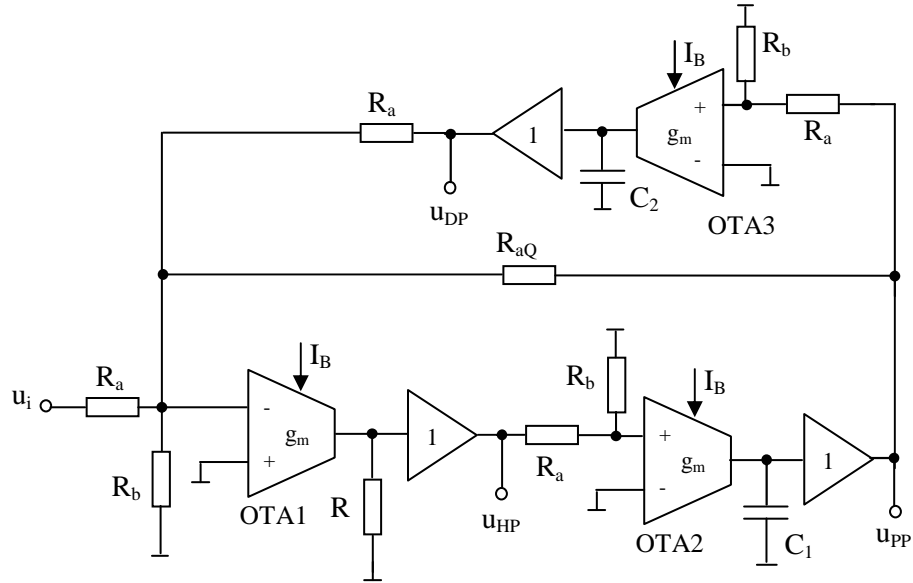 I_B
R_b
R_a
1
+
g_m
-
R_a
u_DP
C_2
OTA3
R_aQ
u_i
R_a
I_B
-
g_m
+
1
R_b
I_B
+
g_m
-
1
R_b
OTA1
R
u_HP
R_a
OTA2
C_1
u_PP